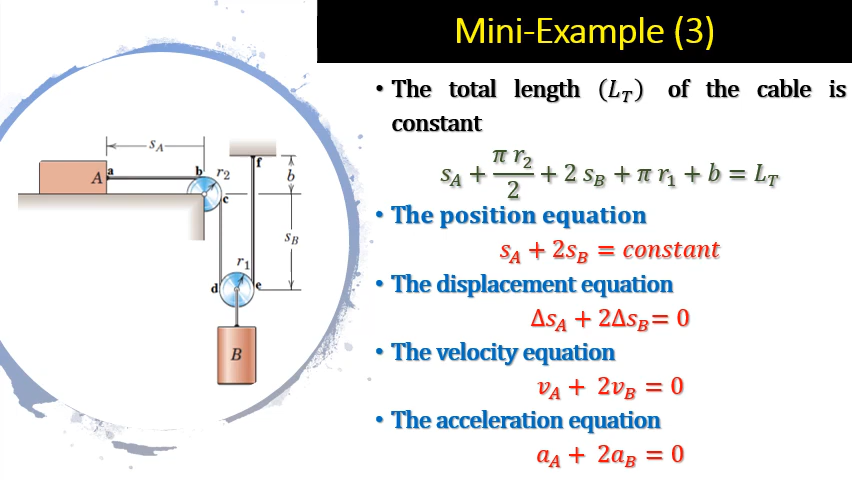 Mini-Example (3)
• The total length (L_T) of the cable is
constant
s_A + π r_2 / 2 + 2 s_B + π r_1 + b = L_T
• The position equation
s_A + 2s_B = constant
• The displacement equation
Δs_A + 2Δs_B = 0
• The velocity equation
v_A + 2v_B = 0
• The acceleration equation
a_A + 2a_B = 0
s_A
f
A a
b r2
b
c
s_B
r1
d e
B